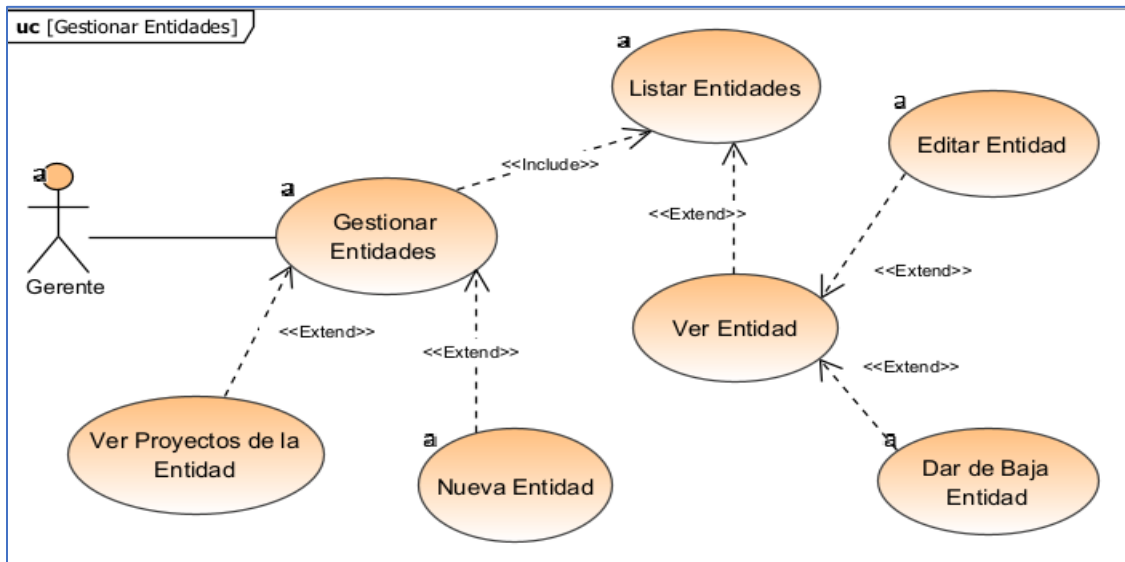 uc [Gestionar Entidades]
a
Listar Entidades
a
Editar Entidad
<<Include>>
a
Gerente
a
Gestionar
Entidades
<<Extend>>
<<Extend>>
Ver Entidad
<<Extend>>
<<Extend>>
<<Extend>>
Ver Proyectos de la
Entidad
a
Nueva Entidad
a
Dar de Baja
Entidad